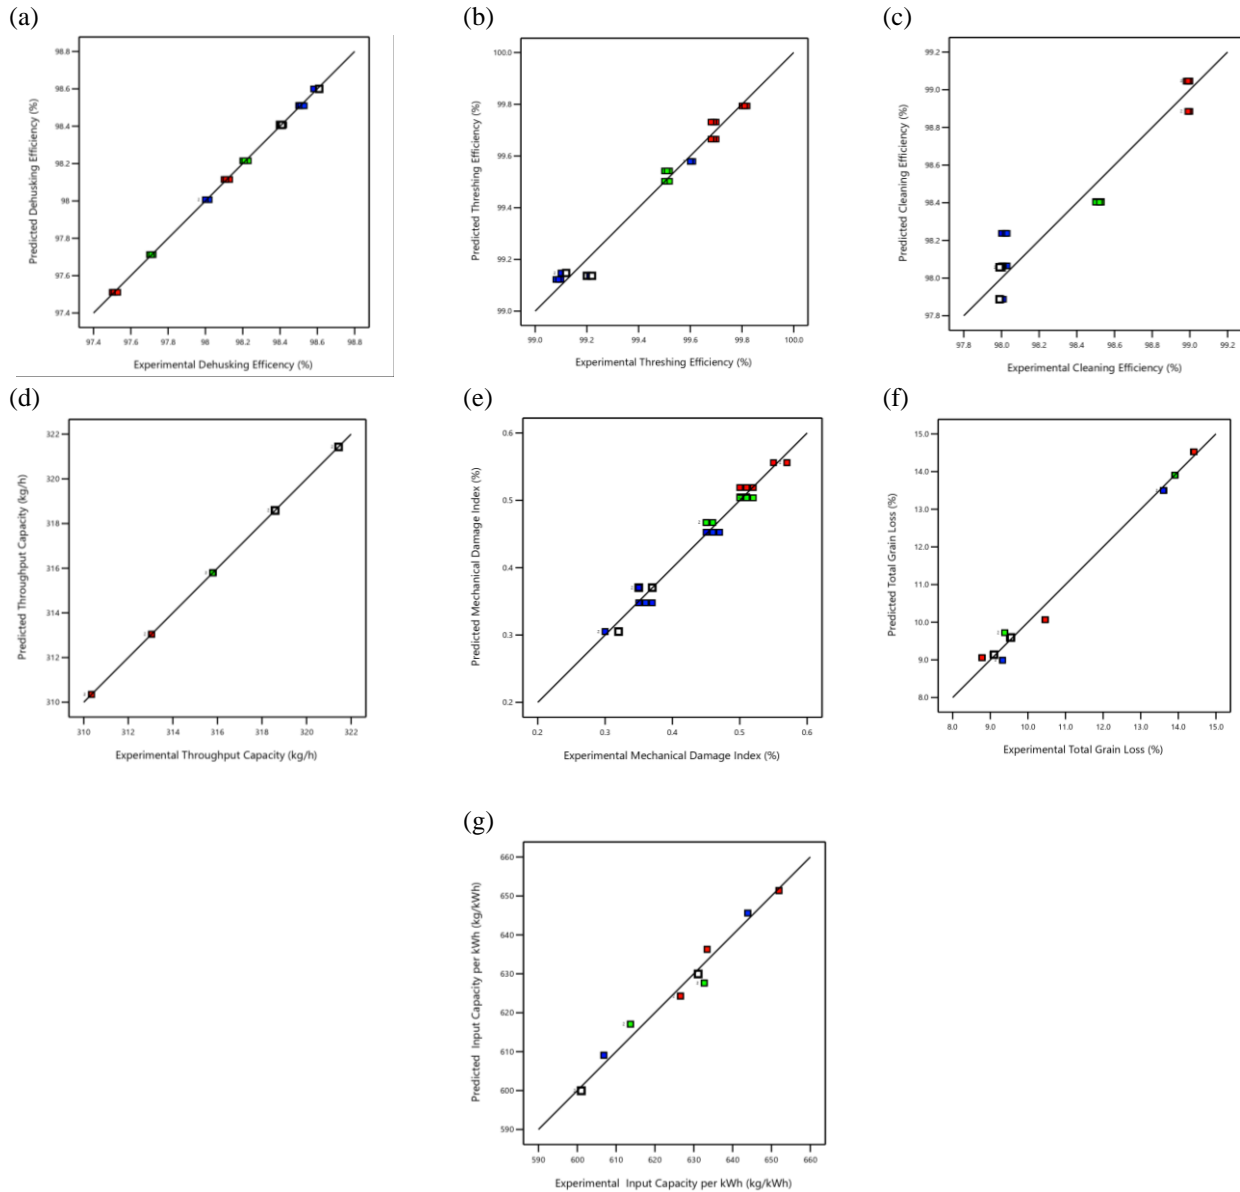 (a)
98.8
98.6
98.4
98.2
98
97.8
97.6
97.4
Predicted Dehusking Efficiency (%)
97.4 97.6 97.8 98 98.2 98.4 98.6 98.8
Experimental Dehusking Efficency (%)
(b)
100.0
99.8
99.6
99.4
99.2
99.0
Predicted Threshing Efficiency (%)
99.0 99.2 99.4 99.6 99.8 100.0
Experimental Threshing Efficiency (%)
(c)
99.2
99.0
98.8
98.6
98.4
98.2
98.0
97.8
Predicted Cleaning Efficiency (%)
97.8 98.0 98.2 98.4 98.6 98.8 99.0 99.2
Experimental Cleaning Efficiency (%)
(d)
322
320
318
316
314
312
310
Predicted Throughput Capacity (kg/h)
310 312 314 316 318 320 322
Experimental Throughput Capacity (kg/h)
(e)
0.6
0.5
0.4
0.3
0.2
Predicted Mechanical Damage Index (%)
0.2 0.3 0.4 0.5 0.6
Experimental Mechanical Damage Index (%)
(f)
15.0
14.0
13.0
12.0
11.0
10.0
9.0
8.0
Predicted Total Grain Loss (%)
8.0 9.0 10.0 11.0 12.0 13.0 14.0 15.0
Experimental Total Grain Loss (%)
(g)
660
650
640
630
620
610
600
590
Predicted Input Capacity per kWh (kg/kWh)
590 600 610 620 630 640 650 660
Experimental Input Capacity per kWh (kg/kWh)